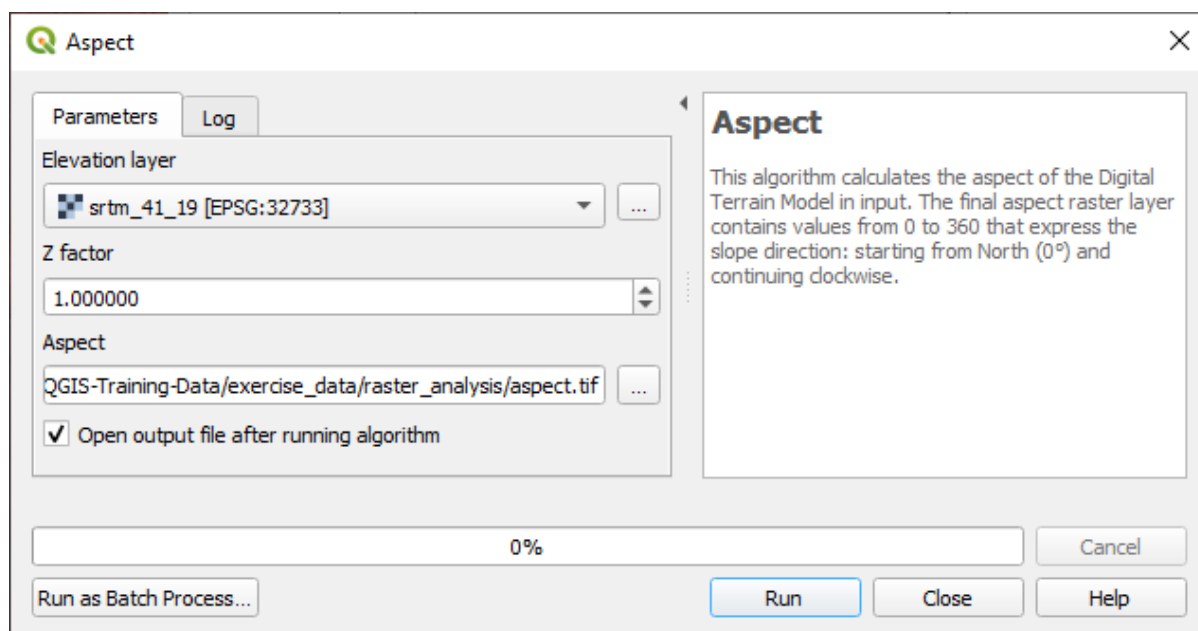 Aspect
Parameters
Log
Elevation layer
srtm_41_19 [EPSG:32733]
...
Z factor
1.000000
Aspect
QGIS-Training-Data/exercise_data/raster_analysis/aspect.tif
...
Open output file after running algorithm
Aspect
This algorithm calculates the aspect of the Digital
Terrain Model in input. The final aspect raster layer
contains values from 0 to 360 that express the
slope direction: starting from North (0°) and
continuing clockwise.
0%
Cancel
Run as Batch Process...
Run
Close
Help